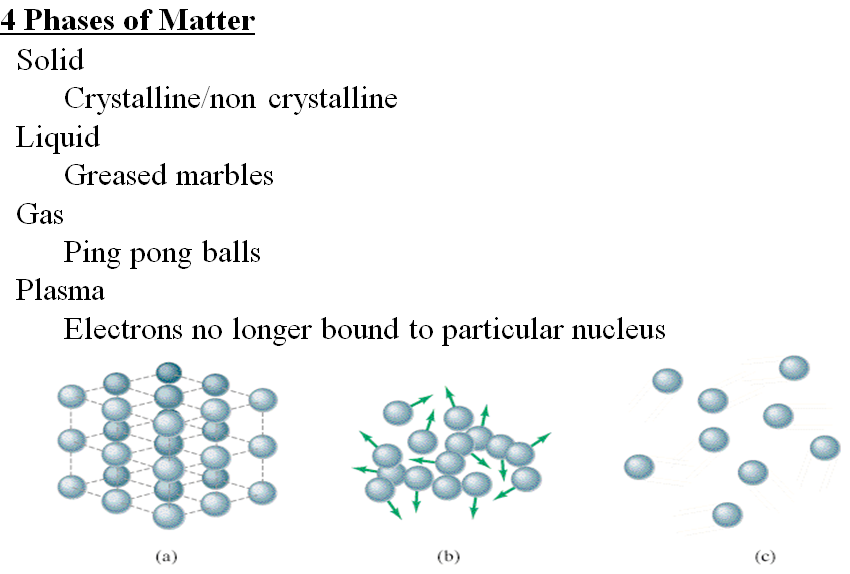 4 Phases of Matter
Solid
Crystalline/non crystalline
Liquid
Greased marbles
Gas
Ping pong balls
Plasma
Electrons no longer bound to particular nucleus
(a) (b) (c)